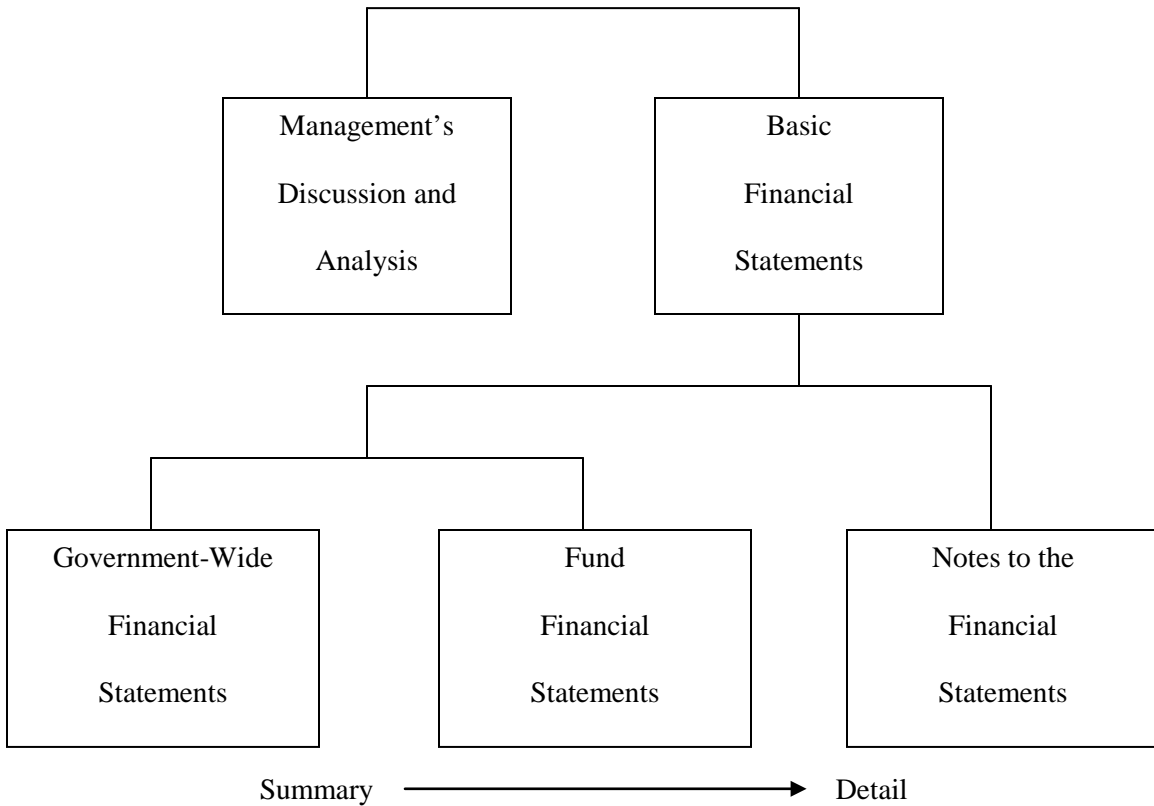 Management’s
Discussion and
Analysis
Basic
Financial
Statements
Government-Wide
Financial
Statements
Fund
Financial
Statements
Notes to the
Financial
Statements
Summary
Detail